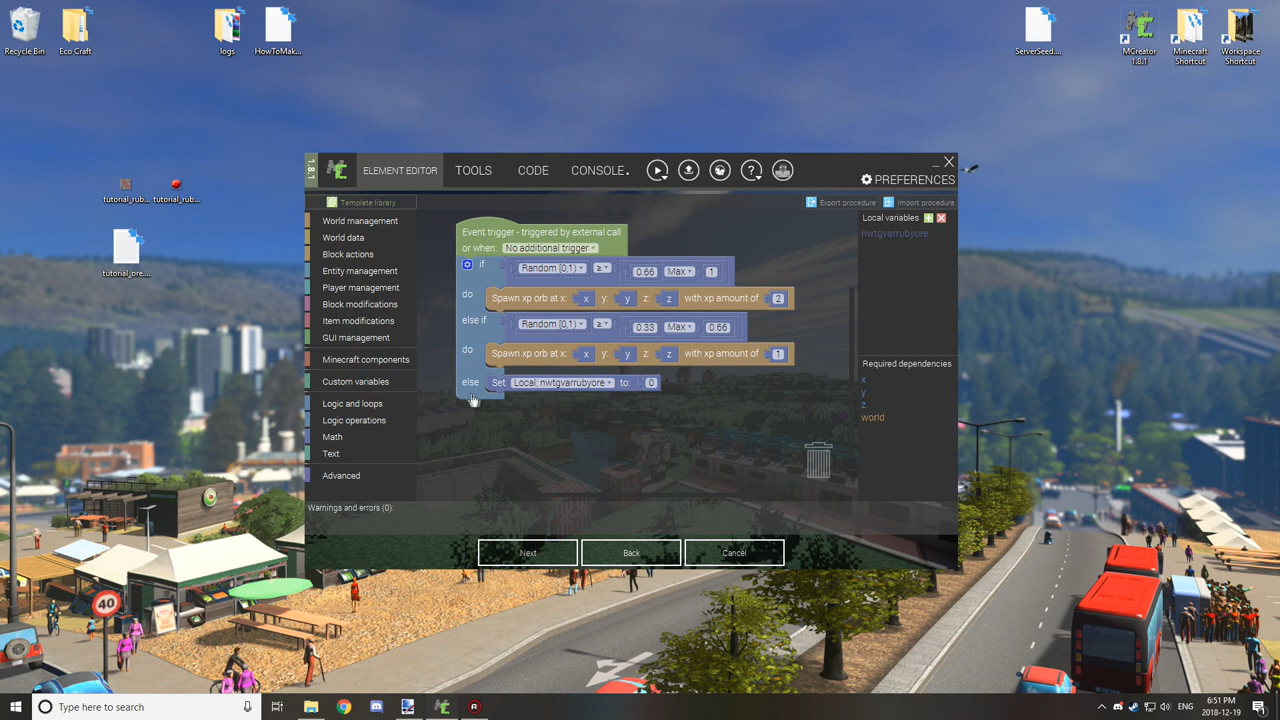 Recycle Bin
Eco Craft
logs
HowToMak...
ServerSeed....
MCreator
1.8.1
Minecraft
Shortcut
Workspace
Shortcut
tutorial_rub...
tutorial_rub...
tutorial_ore....
1.8.1
ELEMENT EDITOR
TOOLS
CODE
CONSOLE
PREFERENCES
Template library
Export procedure
Import procedure
World management
World data
Block actions
Entity management
Player management
Block modifications
Item modifications
GUI management
Minecraft components
Custom variables
Logic and loops
Logic operations
Math
Text
Advanced
Event trigger - triggered by external call
or when: No additional trigger
if Random [0,1) ≥ 0.66 Max 1
do Spawn xp orb at x: x y: y z: z with xp amount of 2
else if Random [0,1) ≥ 0.33 Max 0.66
do Spawn xp orb at x: x y: y z: z with xp amount of 1
else Set Local: nwtgvarrubyore to: 0
Local variables
nwtgvarrubyore
Required dependencies
x
y
z
world
Warnings and errors (0):
Next
Back
Cancel
40
Type here to search
ENG
6:51 PM
2018-12-19
1